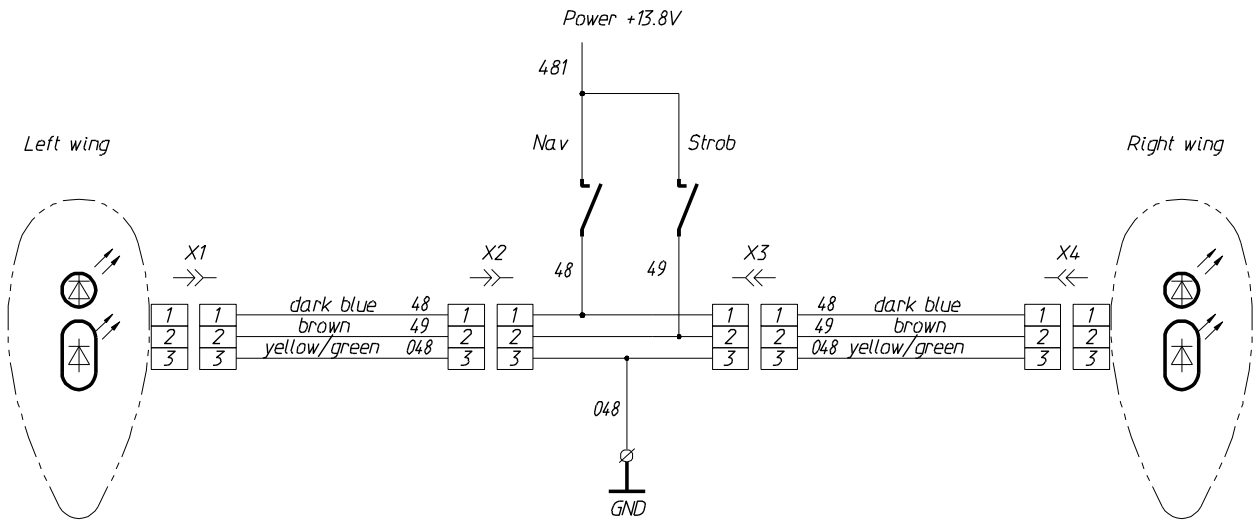 Power +13.8V
481
Left wing
Nav
Strob
Right wing
X1
X2
48
49
X3
X4
1 1 dark blue 48 1 1 1 1 48 dark blue 1 1
2 2 brown 49 2 2 2 2 49 brown 2 2
3 3 yellow/green 048 3 3 3 3 048 yellow/green 3 3
048
GND